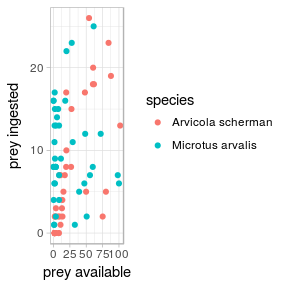 prey ingested
20
10
0
0 25 50 75 100
prey available
species
Arvicola scherman
Microtus arvalis